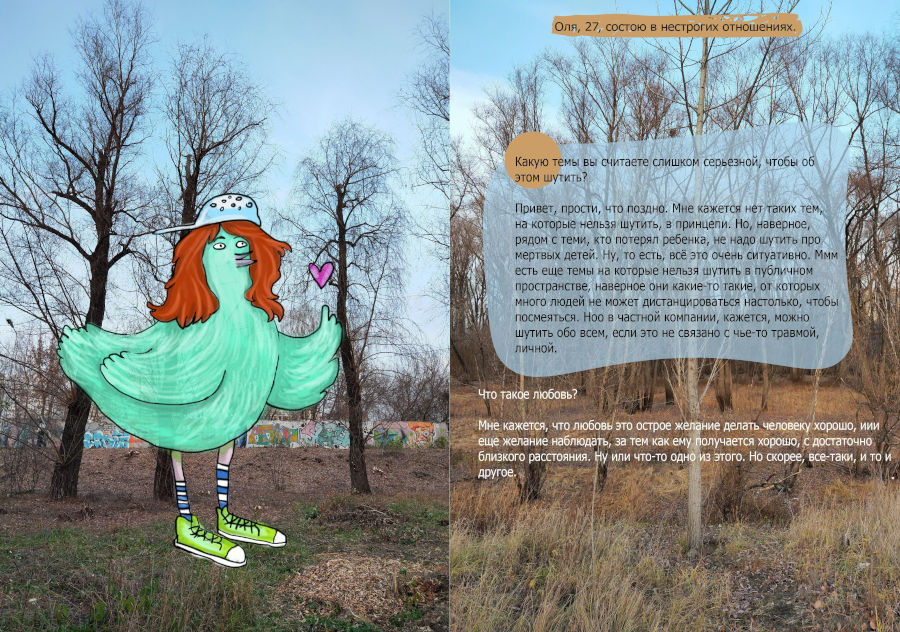 Оля, 27, состою в нестрогих отношениях.
Какую темы вы считаете слишком серьезной, чтобы об
этом шутить?
Привет, прости, что поздно. Мне кажется нет таких тем,
на которые нельзя шутить, в принцепи. Но, наверное,
рядом с теми, кто потерял ребенка, не надо шутить про
мертвых детей. Ну, то есть, всё это очень ситуативно. Ммм
есть еще темы на которые нельзя шутить в публичном
пространстве, наверное они какие-то такие, от которых
много людей не может дистанцироваться настолько, чтобы
посмеяться. Ноо в частной компании, кажется, можно
шутить обо всем, если это не связано с чье-то травмой,
личной.
Что такое любовь?
Мне кажется, что любовь это острое желание делать человеку хорошо, иии
еще желание наблюдать, за тем как ему получается хорошо, с достаточно
близкого расстояния. Ну или что-то одно из этого. Но скорее, все-таки, и то и
другое.